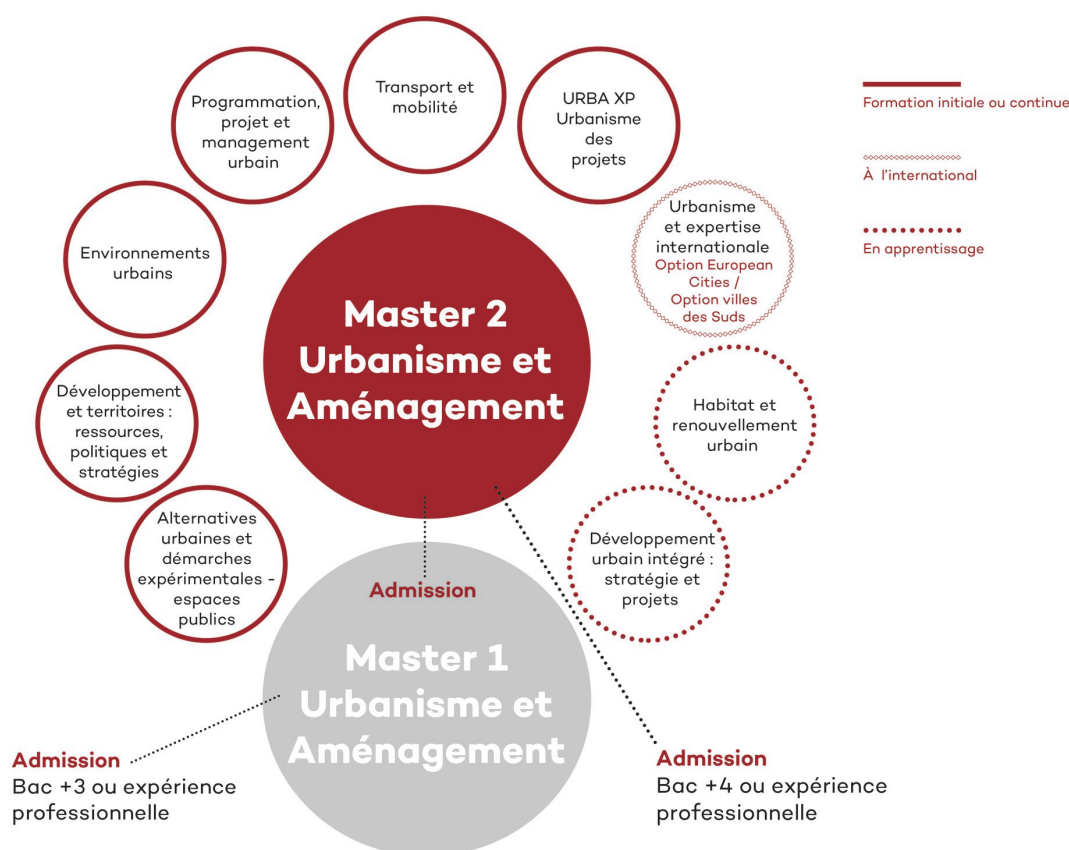 Transport et
mobilité
Programmation,
projet et
management
urbain
URBA XP
Urbanisme
des
projets
Formation initiale ou continue
À l'international
En apprentissage
Environnements
urbains
Urbanisme
et expertise
internationale
Option European
Cities /
Option villes
des Suds
Master 2
Urbanisme et
Aménagement
Développement
et territoires :
ressources,
politiques et
stratégies
Habitat et
renouvellement
urbain
Alternatives
urbaines et
démarches
expérimentales -
espaces
publics
Développement
urbain intégré :
stratégie et
projets
Admission
Master 1
Urbanisme et
Aménagement
Admission
Bac +3 ou expérience
professionnelle
Admission
Bac +4 ou expérience
professionnelle